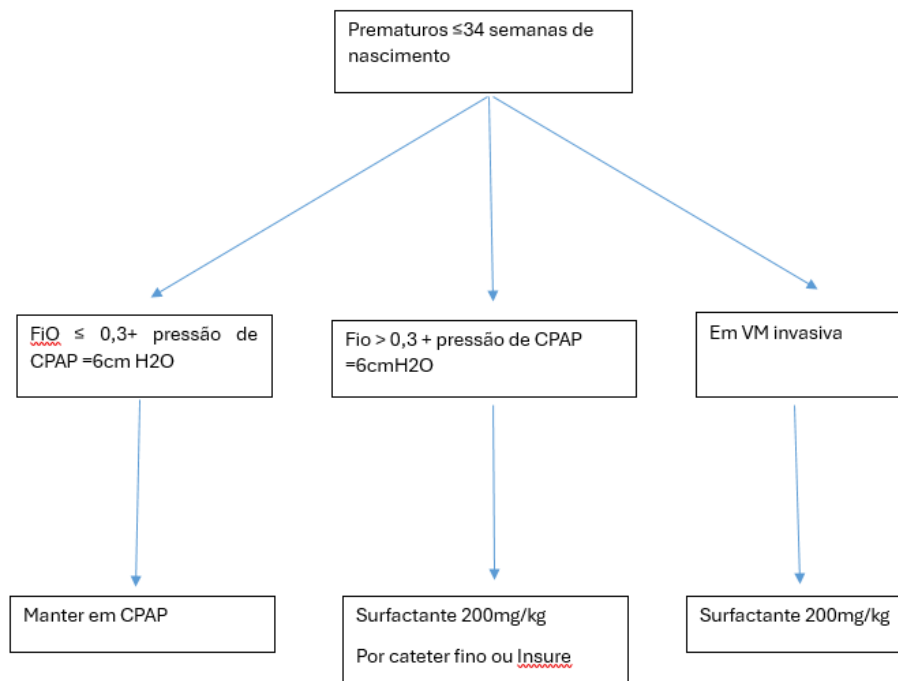 Prematuros ≤34 semanas de
nascimento
FiO ≤ 0,3+ pressão de
CPAP =6cm H2O
Fio > 0,3 + pressão de CPAP
=6cmH2O
Em VM invasiva
Manter em CPAP
Surfactante 200mg/kg
Por cateter fino ou Insure
Surfactante 200mg/kg